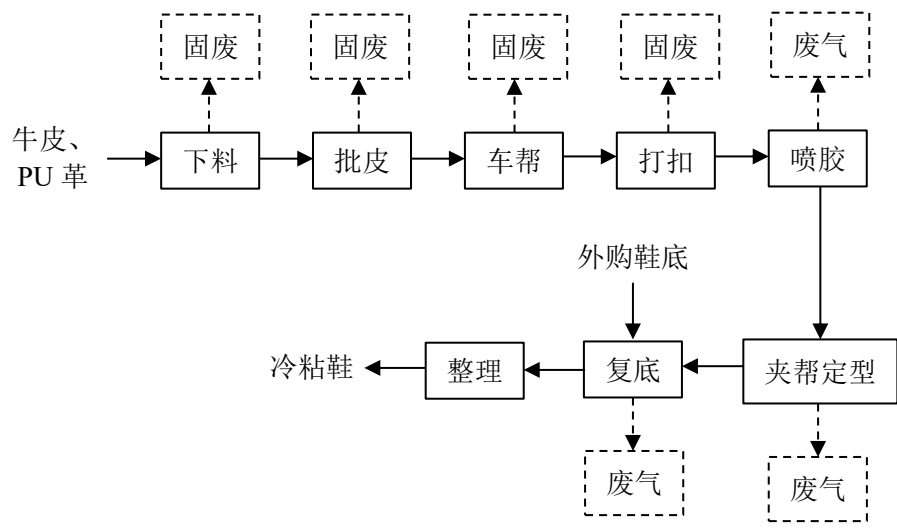 固废
固废
固废
固废
废气
牛皮、
PU 革
下料
批皮
车帮
打扣
喷胶
外购鞋底
冷粘鞋
整理
复底
夹帮定型
废气
废气